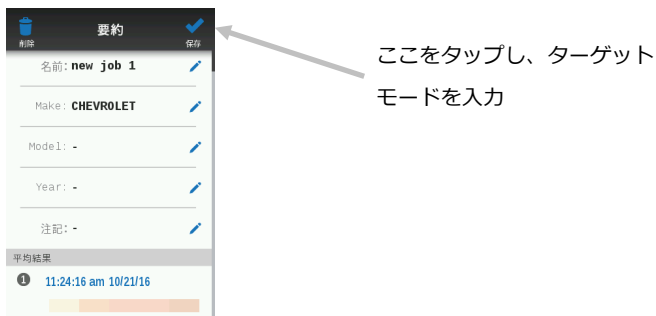 要約
削除
保存
名前: new job 1
Make: CHEVROLET
Model: -
Year: -
注記: -
平均結果
1 11:24:16 am 10/21/16
ここをタップし、ターゲット
モードを入力